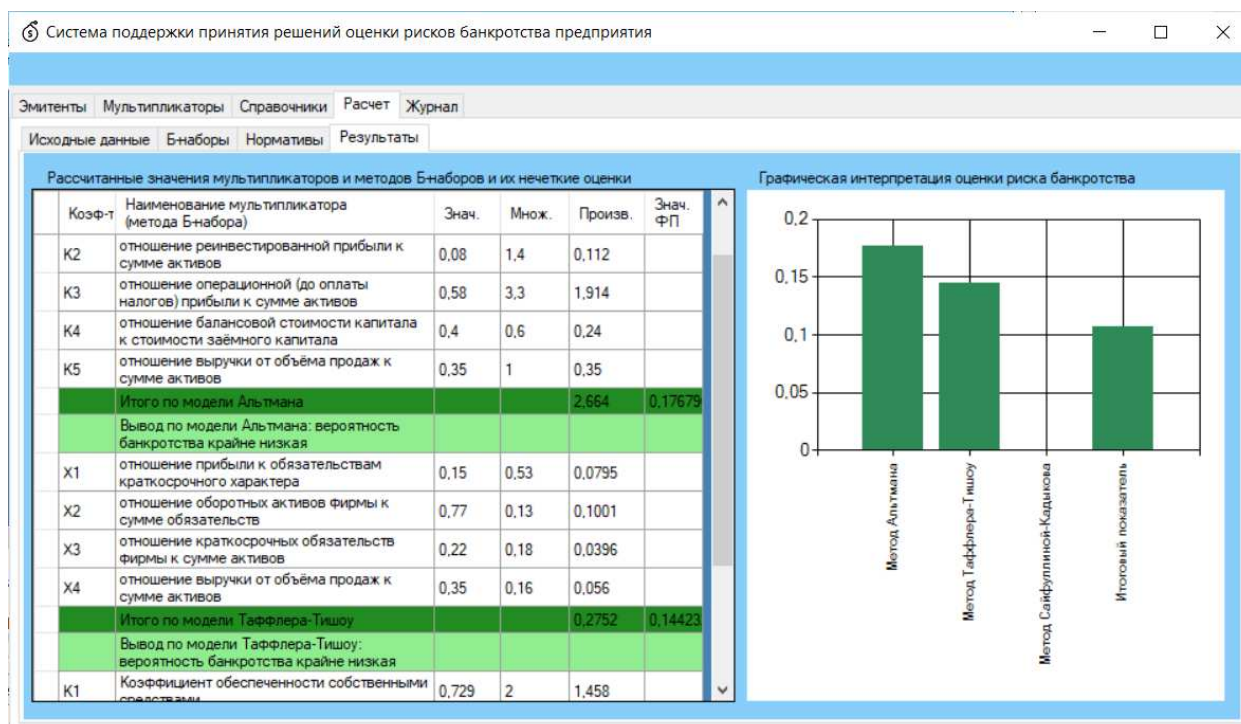 Система поддержки принятия решений оценки рисков банкротства предприятия
Эмитенты Мультипликаторы Справочники Расчет Журнал
Исходные данные Б-наборы Нормативы Результаты
Рассчитанные значения мультипликаторов и методов Б-наборов и их нечеткие оценки
Коэф-т Наименование мультипликатора (метода Б-набора) Знач. Множ. Произв. Знач. ФП
K2 отношение реинвестированной прибыли к сумме активов 0,08 1,4 0,112
K3 отношение операционной (до оплаты налогов) прибыли к сумме активов 0,58 3,3 1,914
K4 отношение балансовой стоимости капитала к стоимости заёмного капитала 0,4 0,6 0,24
K5 отношение выручки от объёма продаж к сумме активов 0,35 1 0,35
Итого по модели Альтмана 2,664 0,17679
Вывод по модели Альтмана: вероятность банкротства крайне низкая
X1 отношение прибыли к обязательствам краткосрочного характера 0,15 0,53 0,0795
X2 отношение оборотных активов фирмы к сумме обязательств 0,77 0,13 0,1001
X3 отношение краткосрочных обязательств фирмы к сумме активов 0,22 0,18 0,0396
X4 отношение выручки от объёма продаж к сумме активов 0,35 0,16 0,056
Итого по модели Таффлера-Тишоу 0,2752 0,14423
Вывод по модели Таффлера-Тишоу: вероятность банкротства крайне низкая
K1 Коэффициент обеспеченности собственными средствами 0,729 2 1,458
Графическая интерпретация оценки риска банкротства
0,2
0,15
0,1
0,05
0
Метод Альтмана
Метод Таффлера-Тишоу
Метод Сайфуллиной-Кадыкова
Итоговый показатель